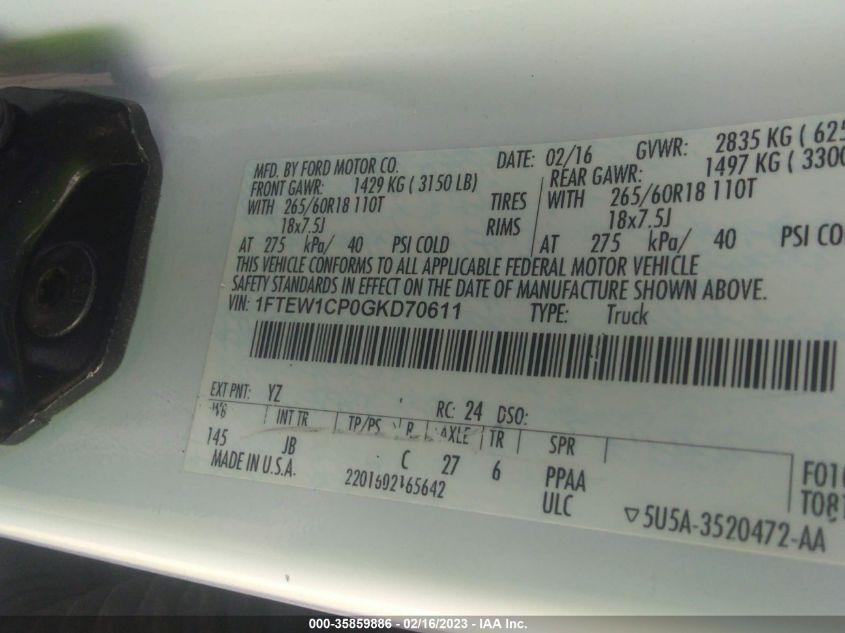 MFD. BY FORD MOTOR CO. DATE: 02/16 GVWR: 2835 KG ( 625
FRONT GAWR: 1429 KG ( 3150 LB) REAR GAWR: 1497 KG ( 3300
WITH 265/60R18 110T TIRES WITH 265/60R18 110T
18x7.5J RIMS 18x7.5J
AT 275 kPa/ 40 PSI COLD AT 275 kPa/ 40 PSI CO
THIS VEHICLE CONFORMS TO ALL APPLICABLE FEDERAL MOTOR VEHICLE
SAFETY STANDARDS IN EFFECT ON THE DATE OF MANUFACTURE SHOWN ABOVE.
VIN: 1FTEW1CP0GKD70611 TYPE: Truck
EXT PNT: YZ RC: 24 DSO:
WB INT TR TP/PS R AXLE TR SPR
145 JB C 27 6 PPAA F016
MADE IN U.S.A. 2201602165642 ULC ▽5U5A-3520472-AA T081
000-35859886 - 02/16/2023 - IAA Inc.